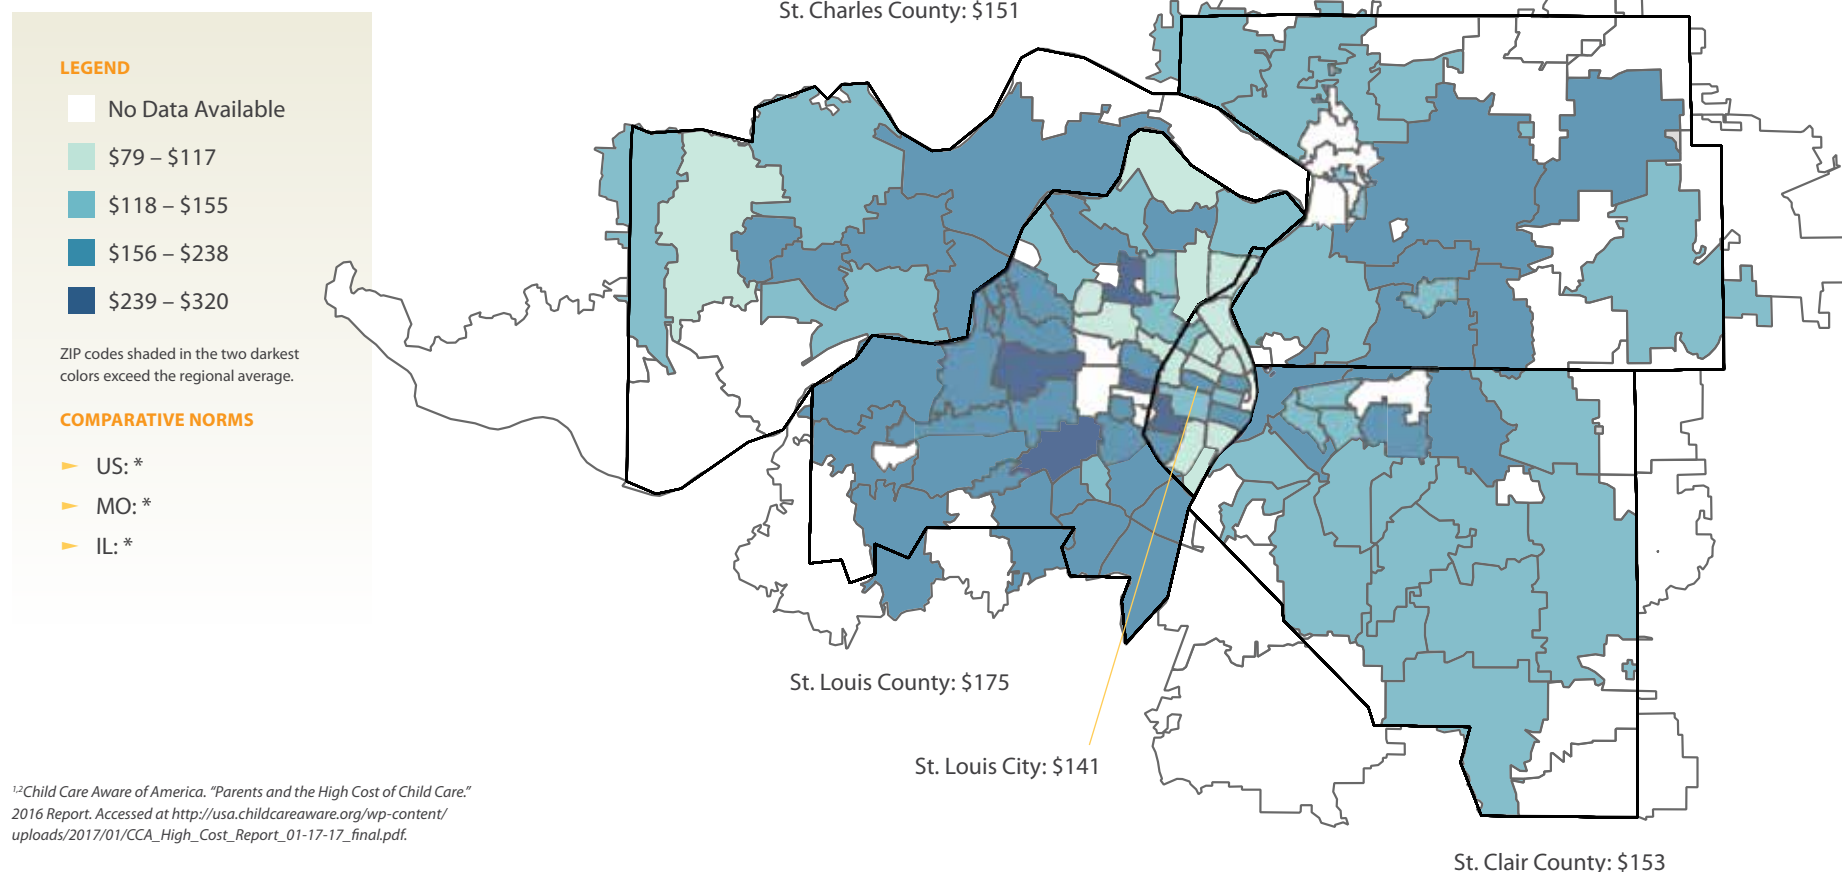 St. Charles County: $151
LEGEND
No Data Available
$79 – $117
$118 – $155
$156 – $238
$239 – $320
ZIP codes shaded in the two darkest
colors exceed the regional average.
COMPARATIVE NORMS
► US: *
► MO: *
► IL: *
St. Louis County: $175
St. Louis City: $141
1,2Child Care Aware of America. “Parents and the High Cost of Child Care.”
2016 Report. Accessed at http://usa.childcareaware.org/wp-content/
uploads/2017/01/CCA_High_Cost_Report_01-17-17_final.pdf.
St. Clair County: $153